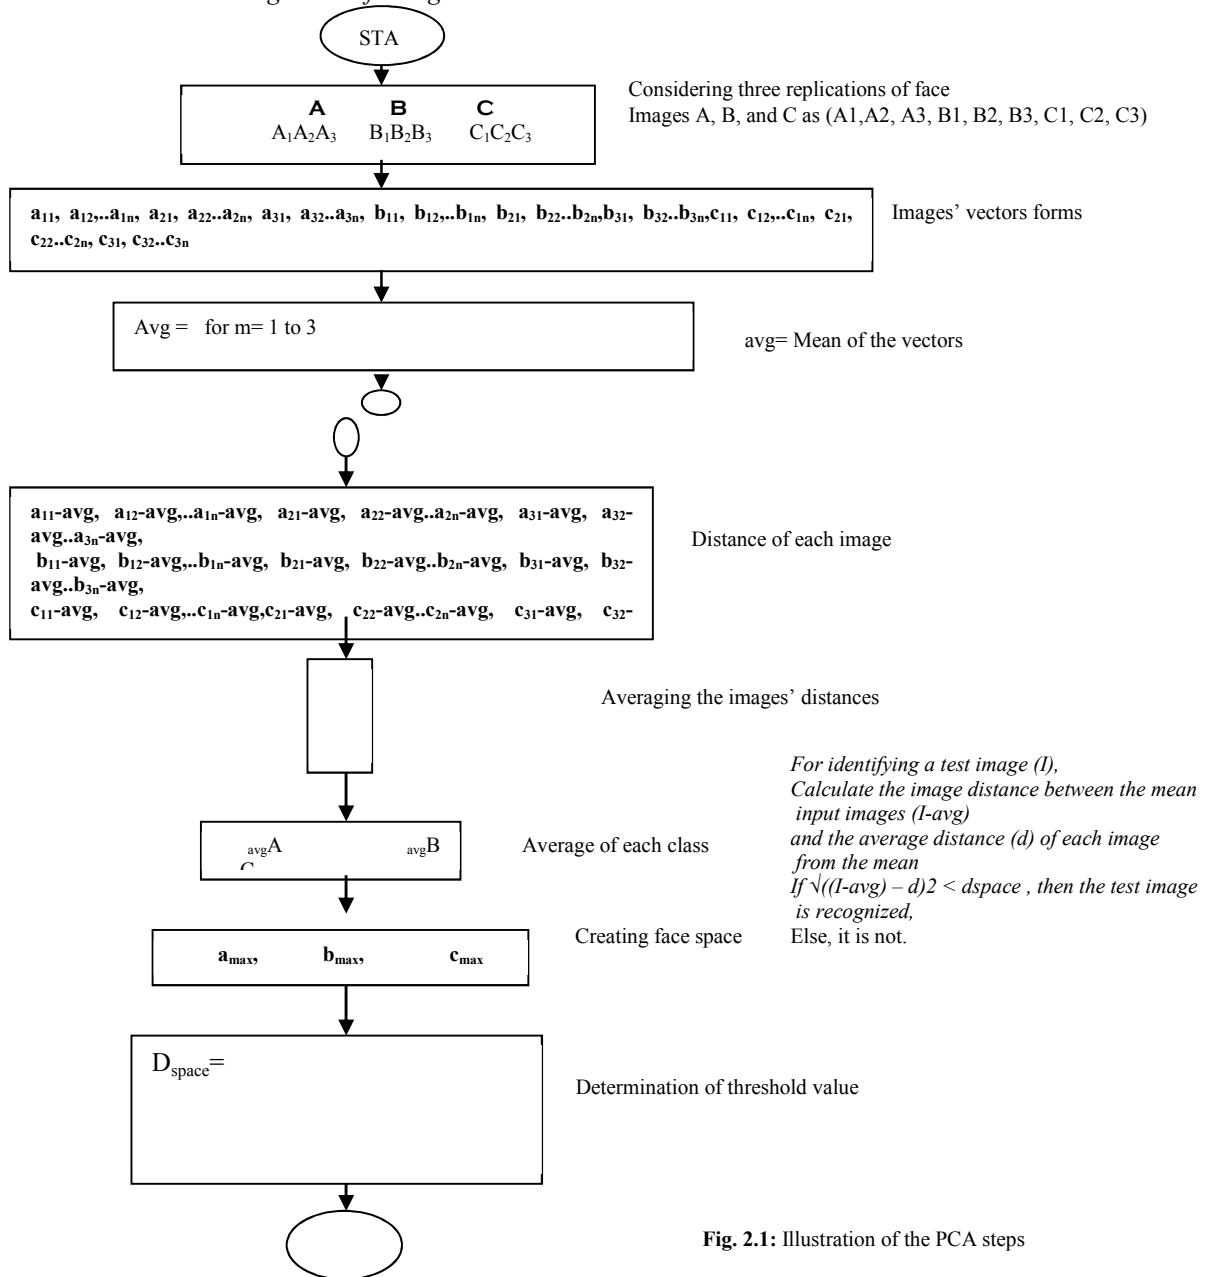 STA
A B C
A₁A₂A₃ B₁B₂B₃ C₁C₂C₃
Considering three replications of face
Images A, B, and C as (A1,A2, A3, B1, B2, B3, C1, C2, C3)
a₁₁, a₁₂,..a₁ₙ, a₂₁, a₂₂..a₂ₙ, a₃₁, a₃₂..a₃ₙ, b₁₁, b₁₂,..b₁ₙ, b₂₁, b₂₂..b₂ₙ,b₃₁, b₃₂..b₃ₙ,c₁₁, c₁₂,..c₁ₙ, c₂₁,
c₂₂..c₂ₙ, c₃₁, c₃₂..c₃ₙ
Images’ vectors forms
Avg = for m= 1 to 3
avg= Mean of the vectors
a₁₁-avg, a₁₂-avg,..a₁ₙ-avg, a₂₁-avg, a₂₂-avg..a₂ₙ-avg, a₃₁-avg, a₃₂-
avg..a₃ₙ-avg,
b₁₁-avg, b₁₂-avg,..b₁ₙ-avg, b₂₁-avg, b₂₂-avg..b₂ₙ-avg, b₃₁-avg, b₃₂-
avg..b₃ₙ-avg,
c₁₁-avg, c₁₂-avg,..c₁ₙ-avg,c₂₁-avg, c₂₂-avg..c₂ₙ-avg, c₃₁-avg, c₃₂-
Distance of each image
Averaging the images’ distances
avgA avgB
Average of each class
For identifying a test image (I),
Calculate the image distance between the mean
input images (I-avg)
and the average distance (d) of each image
from the mean
If √((I-avg) – d)2 < dspace , then the test image
is recognized,
Else, it is not.
Creating face space
aₘₐₓ, bₘₐₓ, cₘₐₓ
Dspace=
Determination of threshold value
Fig. 2.1: Illustration of the PCA steps